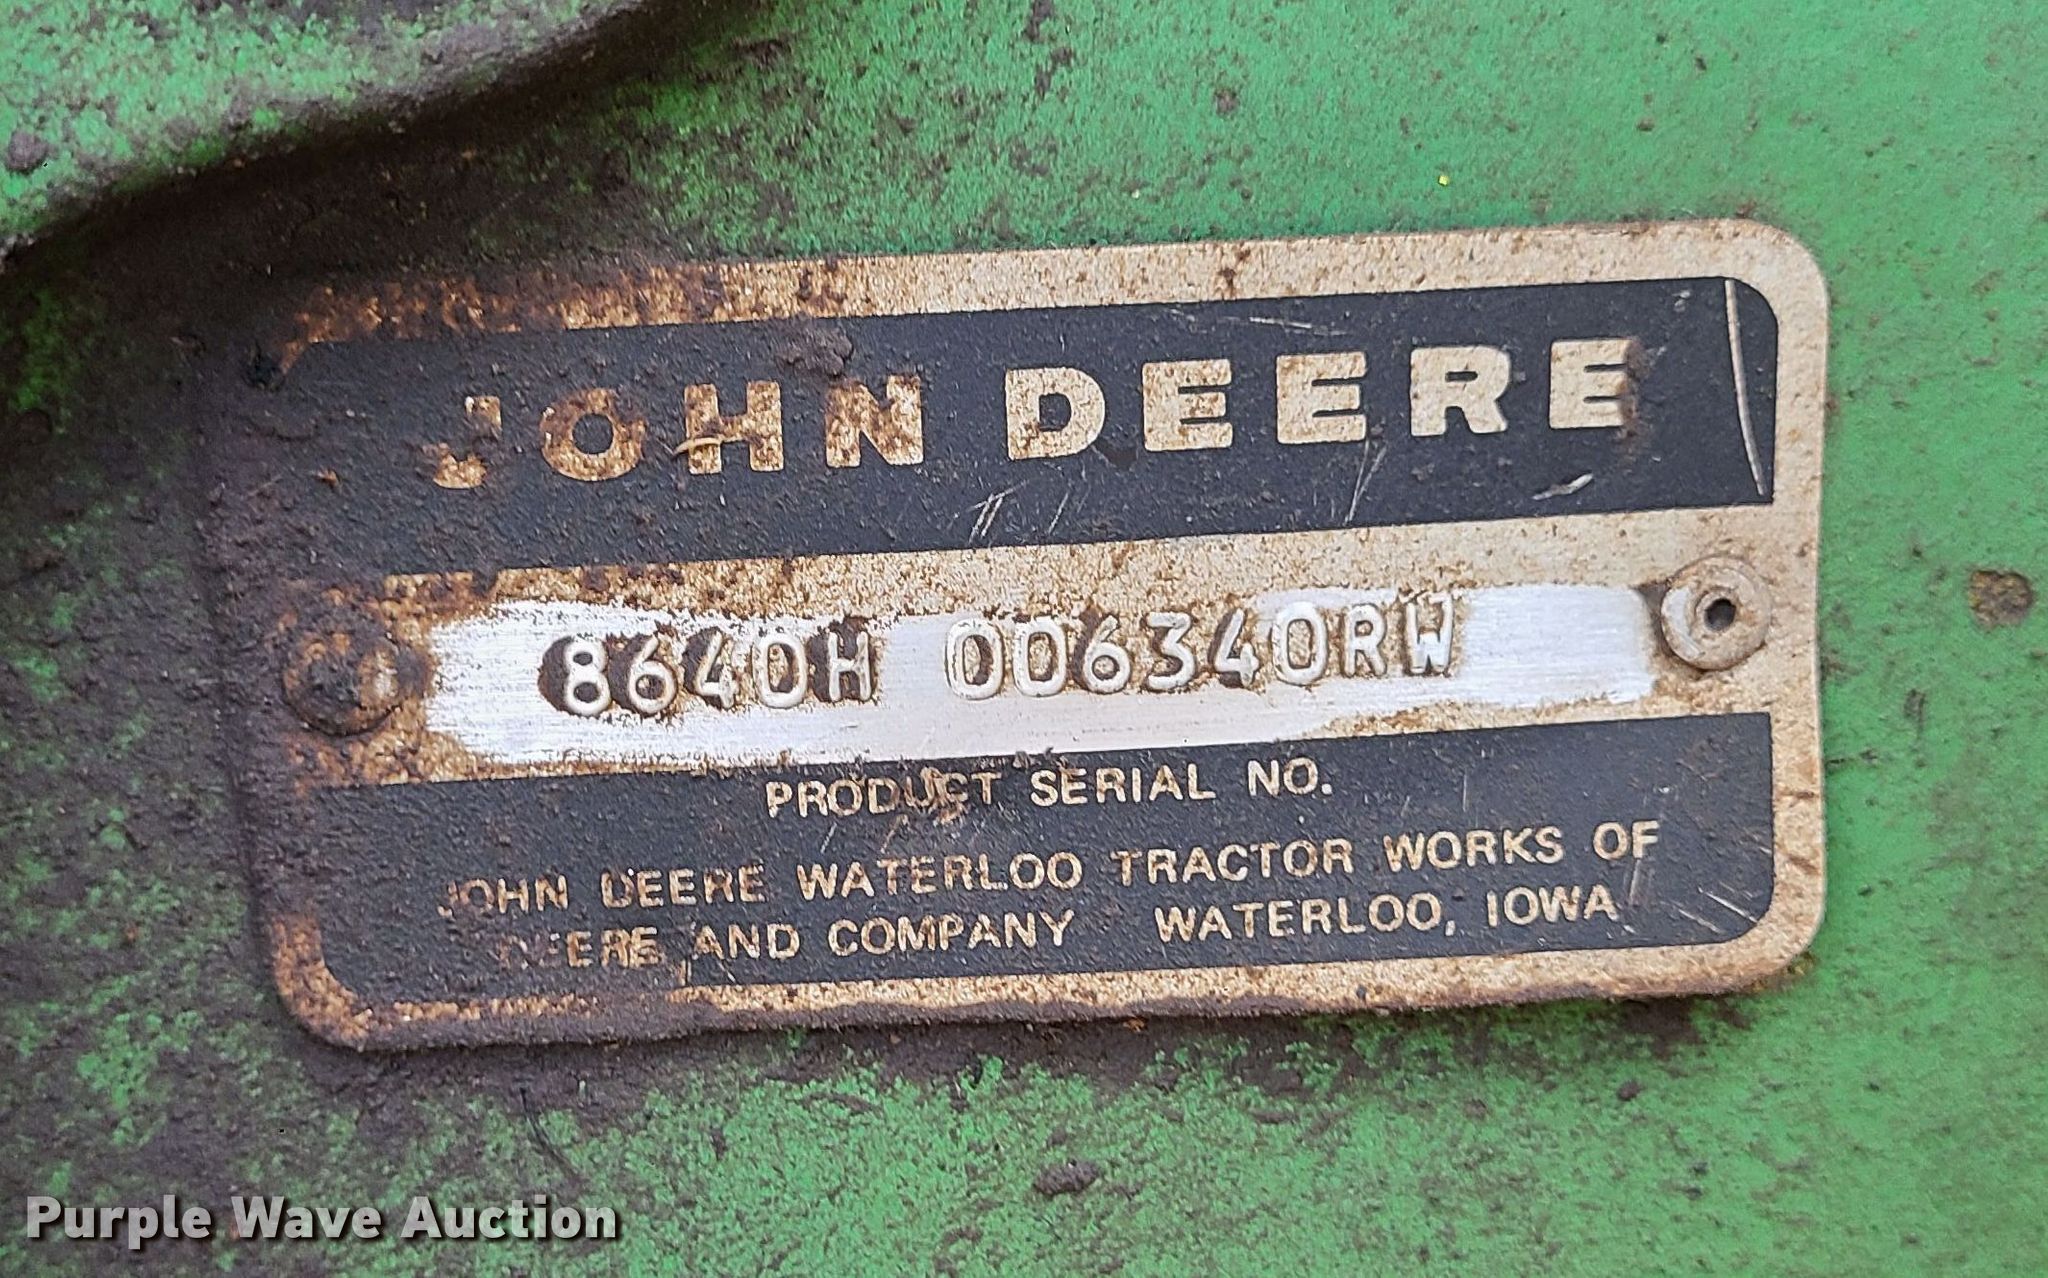 JOHN DEERE
8640H 006340RW
PRODUCT SERIAL NO.
JOHN DEERE WATERLOO TRACTOR WORKS OF
DEERE AND COMPANY WATERLOO, IOWA
Purple Wave Auction